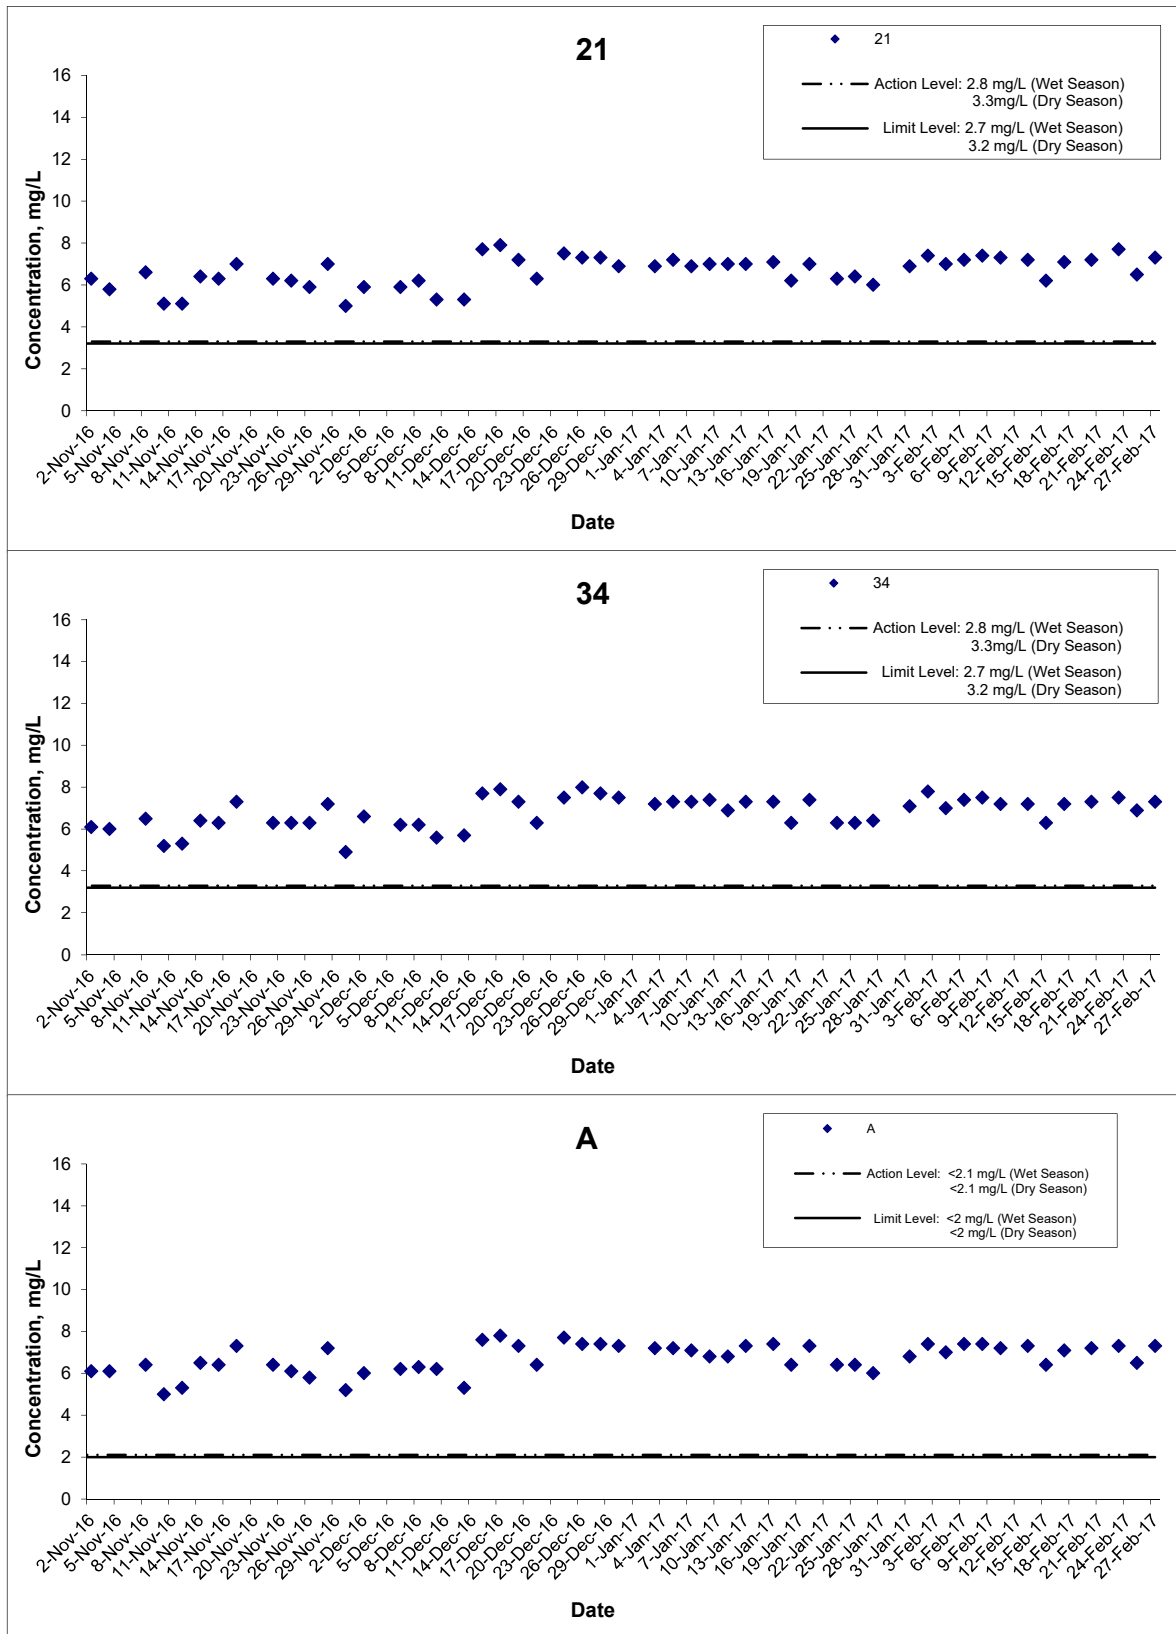 21
21
Action Level: 2.8 mg/L (Wet Season)
3.3mg/L (Dry Season)
Limit Level: 2.7 mg/L (Wet Season)
3.2 mg/L (Dry Season)
Concentration, mg/L
16
14
12
10
8
6
4
2
0
2-Nov-16
5-Nov-16
8-Nov-16
11-Nov-16
14-Nov-16
17-Nov-16
20-Nov-16
23-Nov-16
26-Nov-16
29-Nov-16
2-Dec-16
5-Dec-16
8-Dec-16
11-Dec-16
14-Dec-16
17-Dec-16
20-Dec-16
23-Dec-16
26-Dec-16
29-Dec-16
1-Jan-17
4-Jan-17
7-Jan-17
10-Jan-17
13-Jan-17
16-Jan-17
19-Jan-17
22-Jan-17
25-Jan-17
28-Jan-17
31-Jan-17
3-Feb-17
6-Feb-17
9-Feb-17
12-Feb-17
15-Feb-17
18-Feb-17
21-Feb-17
24-Feb-17
27-Feb-17
Date
34
34
Action Level: 2.8 mg/L (Wet Season)
3.3mg/L (Dry Season)
Limit Level: 2.7 mg/L (Wet Season)
3.2 mg/L (Dry Season)
Concentration, mg/L
16
14
12
10
8
6
4
2
0
2-Nov-16
5-Nov-16
8-Nov-16
11-Nov-16
14-Nov-16
17-Nov-16
20-Nov-16
23-Nov-16
26-Nov-16
29-Nov-16
2-Dec-16
5-Dec-16
8-Dec-16
11-Dec-16
14-Dec-16
17-Dec-16
20-Dec-16
23-Dec-16
26-Dec-16
29-Dec-16
1-Jan-17
4-Jan-17
7-Jan-17
10-Jan-17
13-Jan-17
16-Jan-17
19-Jan-17
22-Jan-17
25-Jan-17
28-Jan-17
31-Jan-17
3-Feb-17
6-Feb-17
9-Feb-17
12-Feb-17
15-Feb-17
18-Feb-17
21-Feb-17
24-Feb-17
27-Feb-17
Date
A
A
Action Level: <2.1 mg/L (Wet Season)
<2.1 mg/L (Dry Season)
Limit Level: <2 mg/L (Wet Season)
<2 mg/L (Dry Season)
Concentration, mg/L
16
14
12
10
8
6
4
2
0
2-Nov-16
5-Nov-16
8-Nov-16
11-Nov-16
14-Nov-16
17-Nov-16
20-Nov-16
23-Nov-16
26-Nov-16
29-Nov-16
2-Dec-16
5-Dec-16
8-Dec-16
11-Dec-16
14-Dec-16
17-Dec-16
20-Dec-16
23-Dec-16
26-Dec-16
29-Dec-16
1-Jan-17
4-Jan-17
7-Jan-17
10-Jan-17
13-Jan-17
16-Jan-17
19-Jan-17
22-Jan-17
25-Jan-17
28-Jan-17
31-Jan-17
3-Feb-17
6-Feb-17
9-Feb-17
12-Feb-17
15-Feb-17
18-Feb-17
21-Feb-17
24-Feb-17
27-Feb-17
Date